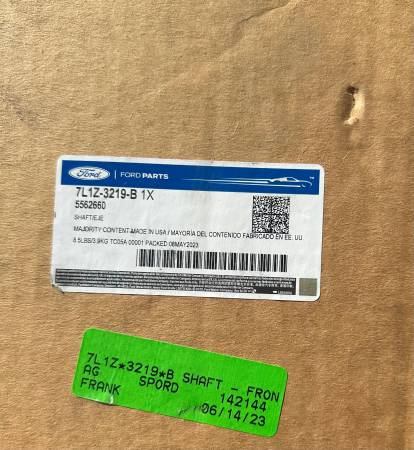 Ford
FORD PARTS
™
7L1Z-3219-B 1X
5562660
SHAFT/EJE
MAJORITY CONTENT-MADE IN USA / MAYORIA DEL CONTENIDO FABRICADO EN EE. UU.
8.5LBS/3.9KG TC05A 00001 PACKED 08MAY2023
7L1Z*3219*B SHAFT - FRON
AG 142144
FRANK SPORD 06/14/23